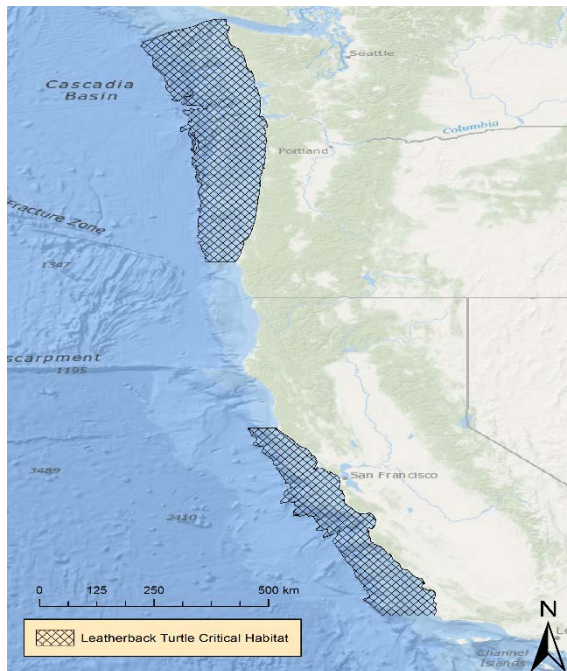 Seattle
Cascadia
Basin
Columbia
Portland
Fracture Zone
1347
scarpment
1195
San Francisco
3489
2410
0 125 250 500 km
N
Leatherback Turtle Critical Habitat
Channel
Islands